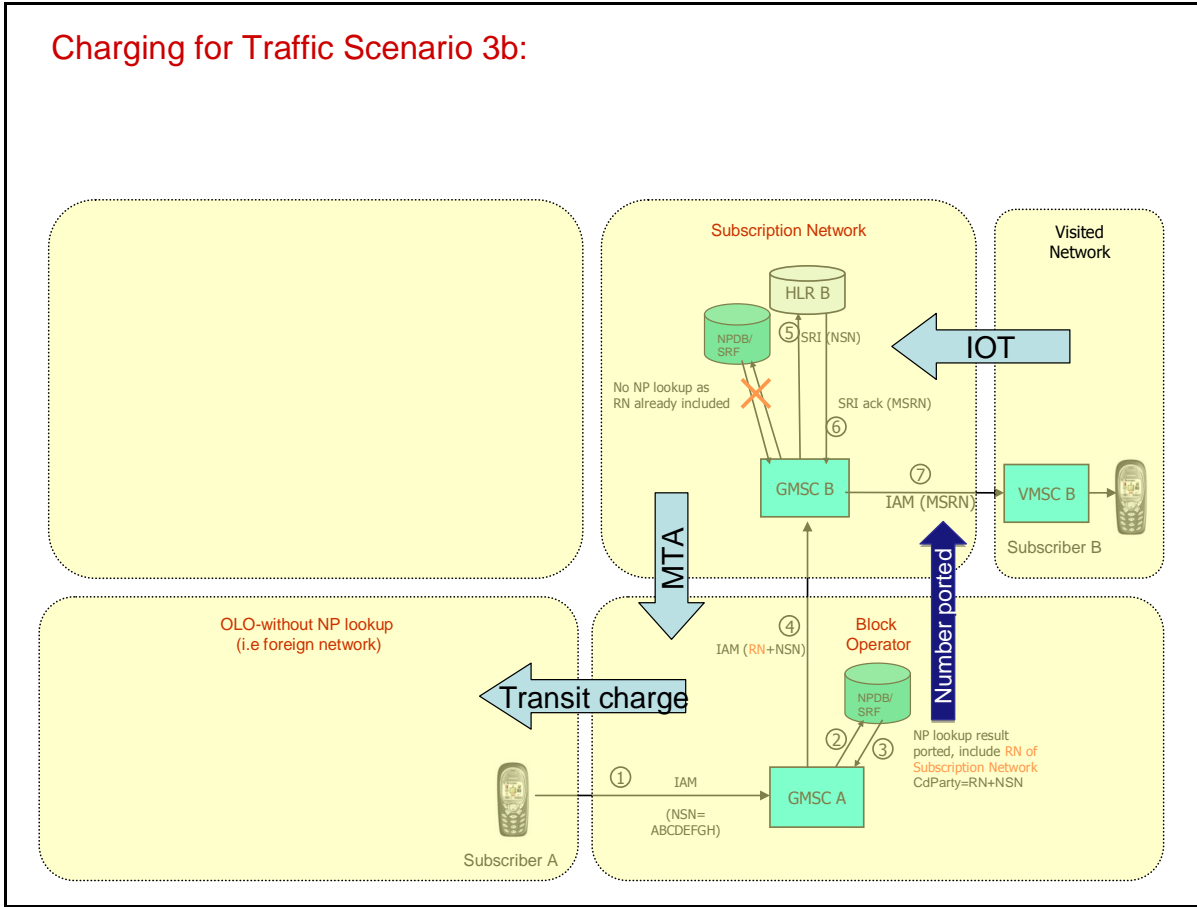 Charging for Traffic Scenario 3b:
Subscription Network
Visited
Network
HLR B
NPDB/
SRF
⑤
SRI (NSN)
IOT
No NP lookup as
RN already included
SRI ack (MSRN)
⑥
GMSC B
⑦
IAM (MSRN)
VMSC B
Subscriber B
MTA
Number ported
OLO-without NP lookup
(i.e foreign network)
④
IAM (RN+NSN)
Block
Operator
Transit charge
NPDB/
SRF
②
③
NP lookup result
ported, include RN of
Subscription Network
CdParty=RN+NSN
①
IAM
(NSN=
ABCDEFGH)
GMSC A
Subscriber A